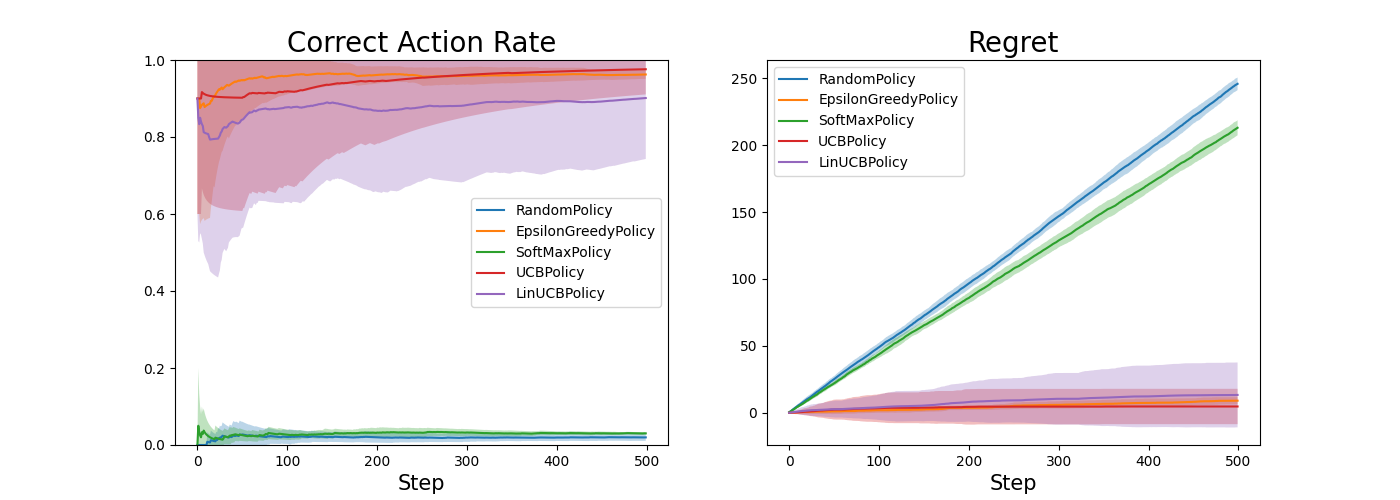 Correct Action Rate
1.0
0.8
0.6
0.4
0.2
0.0
RandomPolicy
EpsilonGreedyPolicy
SoftMaxPolicy
UCBPolicy
LinUCBPolicy
0 100 200 300 400 500
Step
Regret
250
200
150
100
50
0
RandomPolicy
EpsilonGreedyPolicy
SoftMaxPolicy
UCBPolicy
LinUCBPolicy
0 100 200 300 400 500
Step